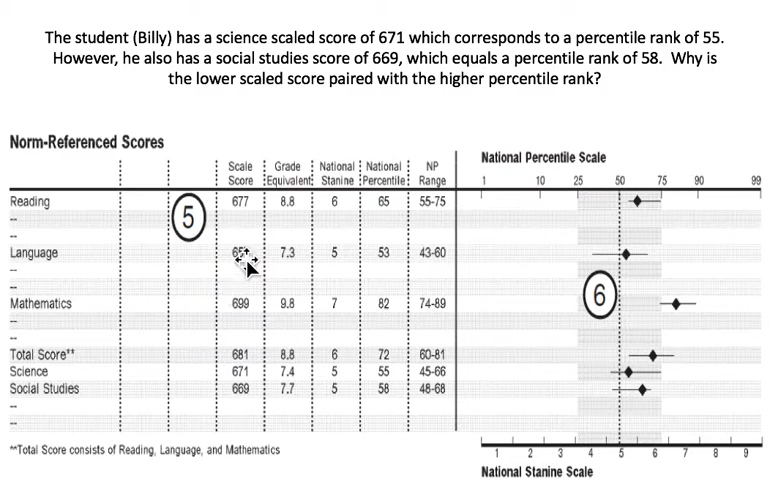 The student (Billy) has a science scaled score of 671 which corresponds to a percentile rank of 55.
However, he also has a social studies score of 669, which equals a percentile rank of 58. Why is
the lower scaled score paired with the higher percentile rank?
Norm-Referenced Scores
National Percentile Scale
Scale Grade National National NP
Score Equivalent Stanine Percentile Range
1 10 25 50 75 90 99
Reading 677 8.8 6 65 55-75
--
5
--
Language 7.3 5 53 43-60
--
--
6
Mathematics 699 9.8 7 82 74-89
--
--
Total Score** 681 8.8 6 72 60-81
Science 671 7.4 5 55 45-66
Social Studies 669 7.7 5 58 48-68
--
--
**Total Score consists of Reading, Language, and Mathematics
1 2 3 4 5 6 7 8 9
National Stanine Scale